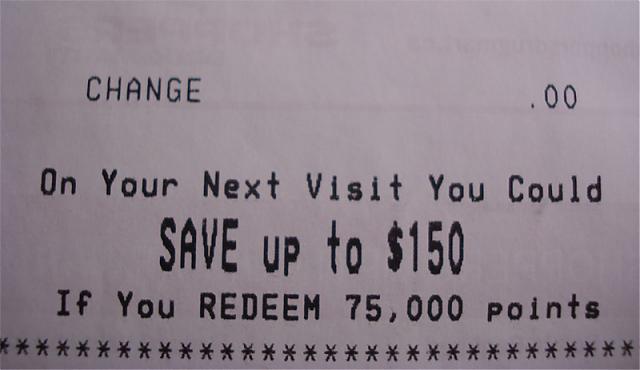 CHANGE .00
On Your Next Visit You Could
SAVE up to $150
If You REDEEM 75,000 points
************************************